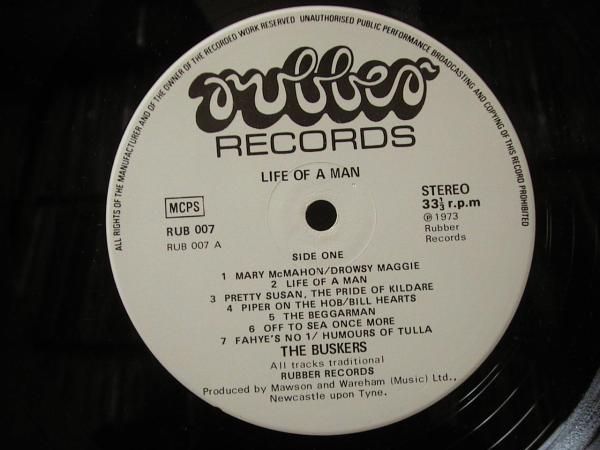 ALL RIGHTS OF THE MANUFACTURER AND OF THE OWNER OF THE RECORDED WORK RESERVED UNAUTHORISED PUBLIC PERFORMANCE BROADCASTING AND COPYING OF THIS RECORD PROHIBITED
rubber
RECORDS
LIFE OF A MAN
MCPS
RUB 007
RUB 007 A
STEREO
33⅓ r.p.m
℗ 1973
Rubber
Records
SIDE ONE
1 MARY McMAHON/DROWSY MAGGIE
2 LIFE OF A MAN
3 PRETTY SUSAN, THE PRIDE OF KILDARE
4 PIPER ON THE HOB/BILL HEARTS
5 THE BEGGARMAN
6 OFF TO SEA ONCE MORE
7 FAHYE'S NO 1/ HUMOURS OF TULLA
THE BUSKERS
All tracks traditional
RUBBER RECORDS
Produced by Mawson and Wareham (Music) Ltd.,
Newcastle upon Tyne.